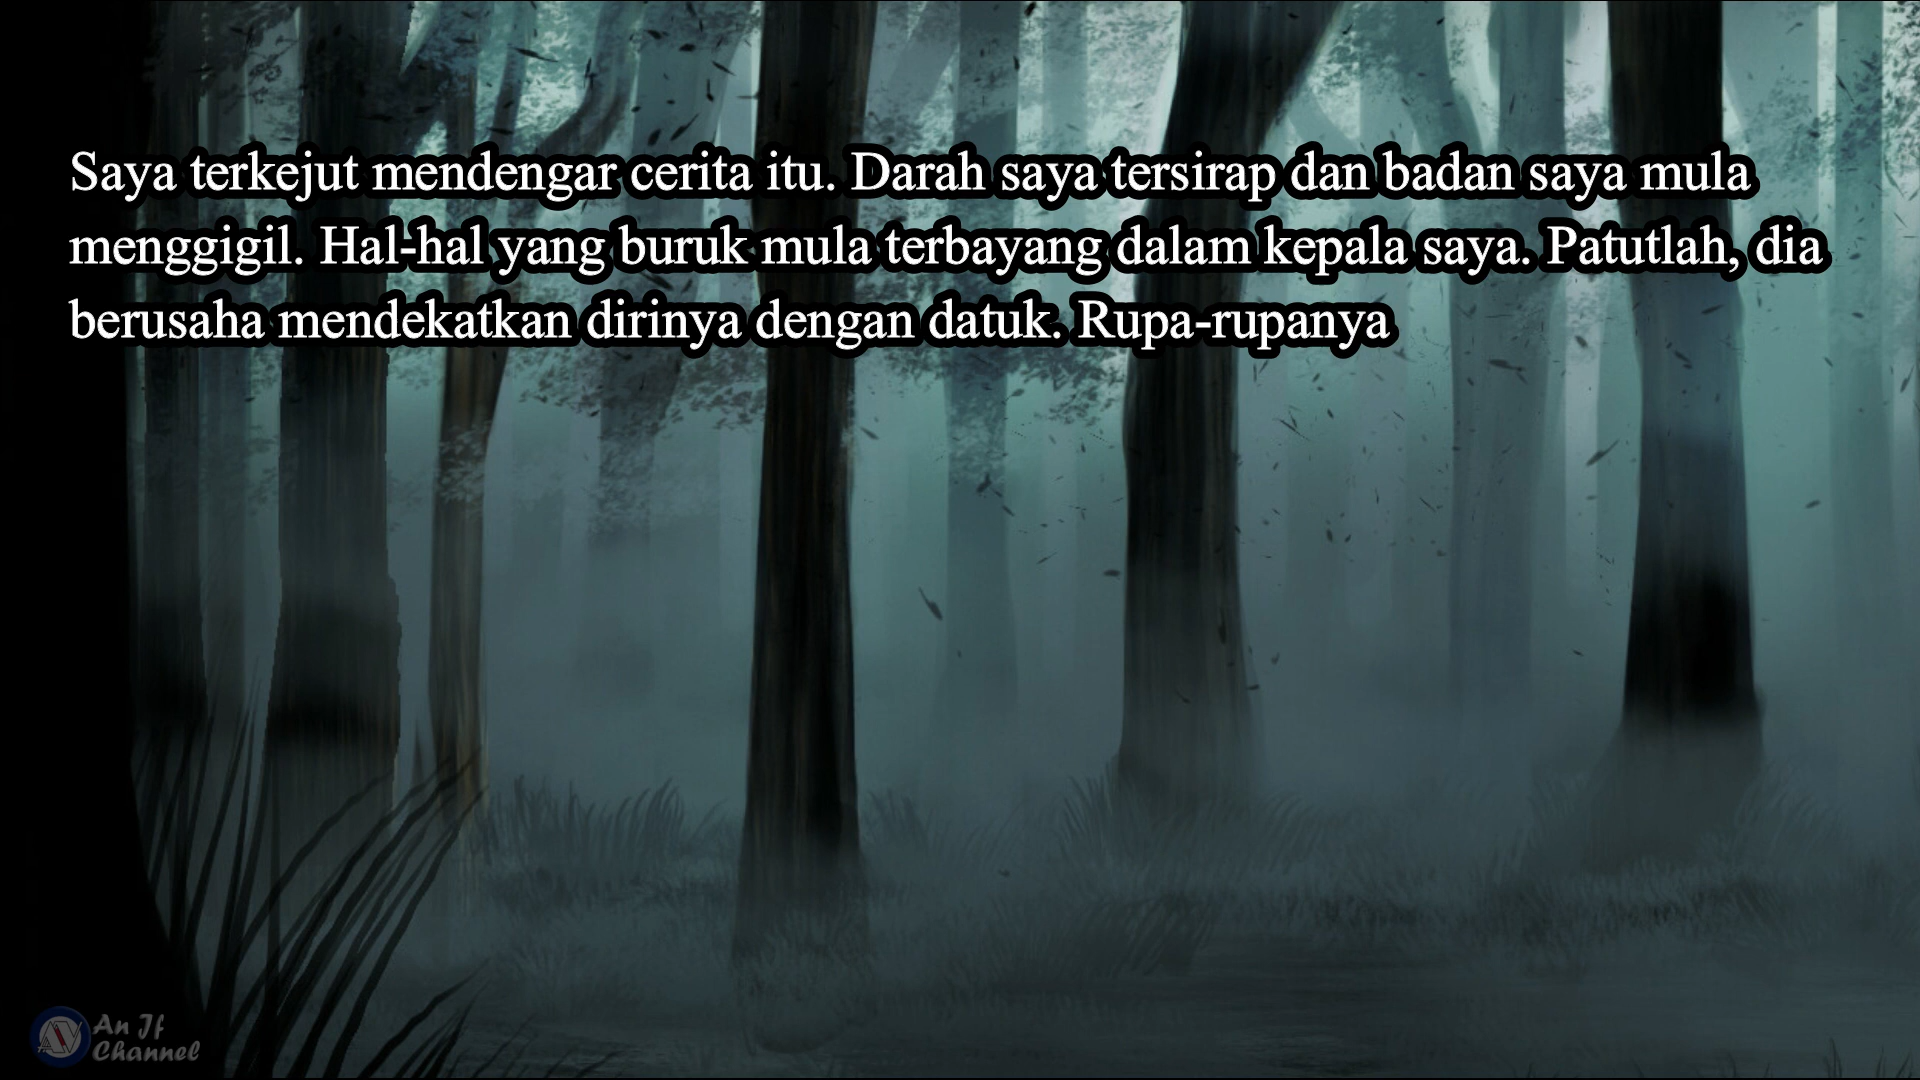 Saya terkejut mendengar cerita itu. Darah saya tersirap dan badan saya mula
menggigil. Hal-hal yang buruk mula terbayang dalam kepala saya. Patutlah, dia
berusaha mendekatkan dirinya dengan datuk. Rupa-rupanya
An Jf
Channel